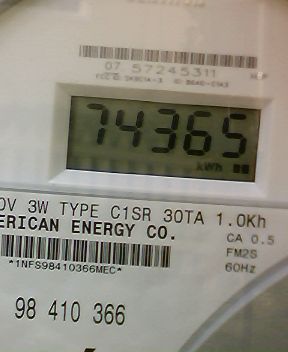 07 57245311
74365
kWh
0V 3W TYPE C1SR 30TA 1.0Kh
ERICAN ENERGY CO.
CA 0.5
FM2S
*1NFS98410366MEC*
60Hz
98 410 366